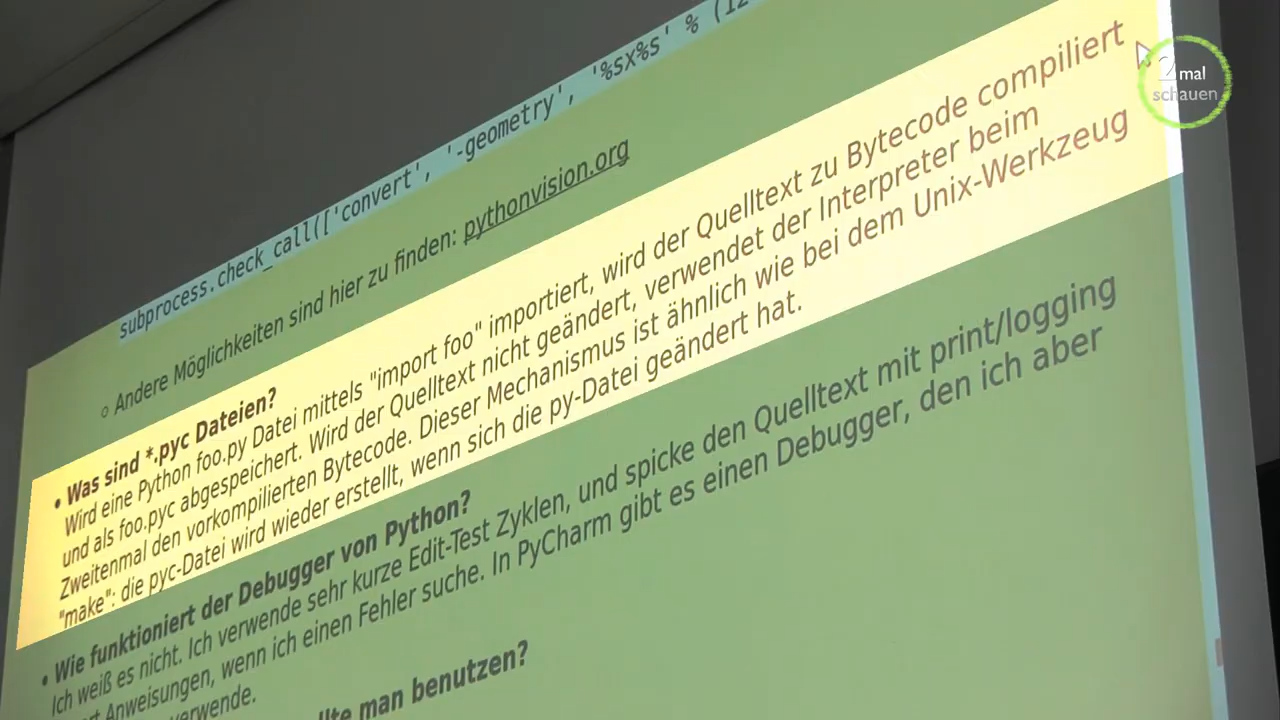 subprocess.check_call(['convert', '-geometry', '%sx%s' % (12
Andere Möglichkeiten sind hier zu finden: pythonvision.org
• Was sind *.pyc Dateien?
Wird eine Python foo.py Datei mittels "import foo" importiert, wird der Quelltext zu Bytecode compiliert
und als foo.pyc abgespeichert. Wird der Quelltext nicht geändert, verwendet der Interpreter beim
Zweitenmal den vorkompilierten Bytecode. Dieser Mechanismus ist ähnlich wie bei dem Unix-Werkzeug
"make": die pyc-Datei wird wieder erstellt, wenn sich die py-Datei geändert hat.
• Wie funktioniert der Debugger von Python?
Ich weiß es nicht. Ich verwende sehr kurze Edit-Test Zyklen, und spicke den Quelltext mit print/logging
Anweisungen, wenn ich einen Fehler suche. In PyCharm gibt es einen Debugger, den ich aber
verwende.
man benutzen?
2 mal
schauen